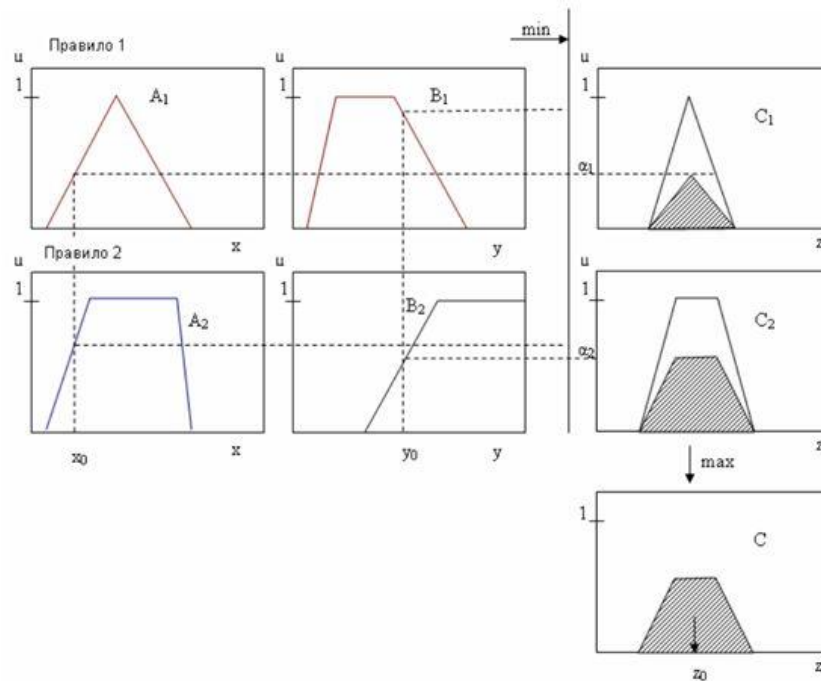 Правило 1
min
u
u
u
1
A₁
1
B₁
1
C₁
α₁
x
y
z
Правило 2
u
u
u
1
A₂
1
B₂
1
C₂
α₂
x₀
x
y₀
y
z
max
1
C
z₀
z